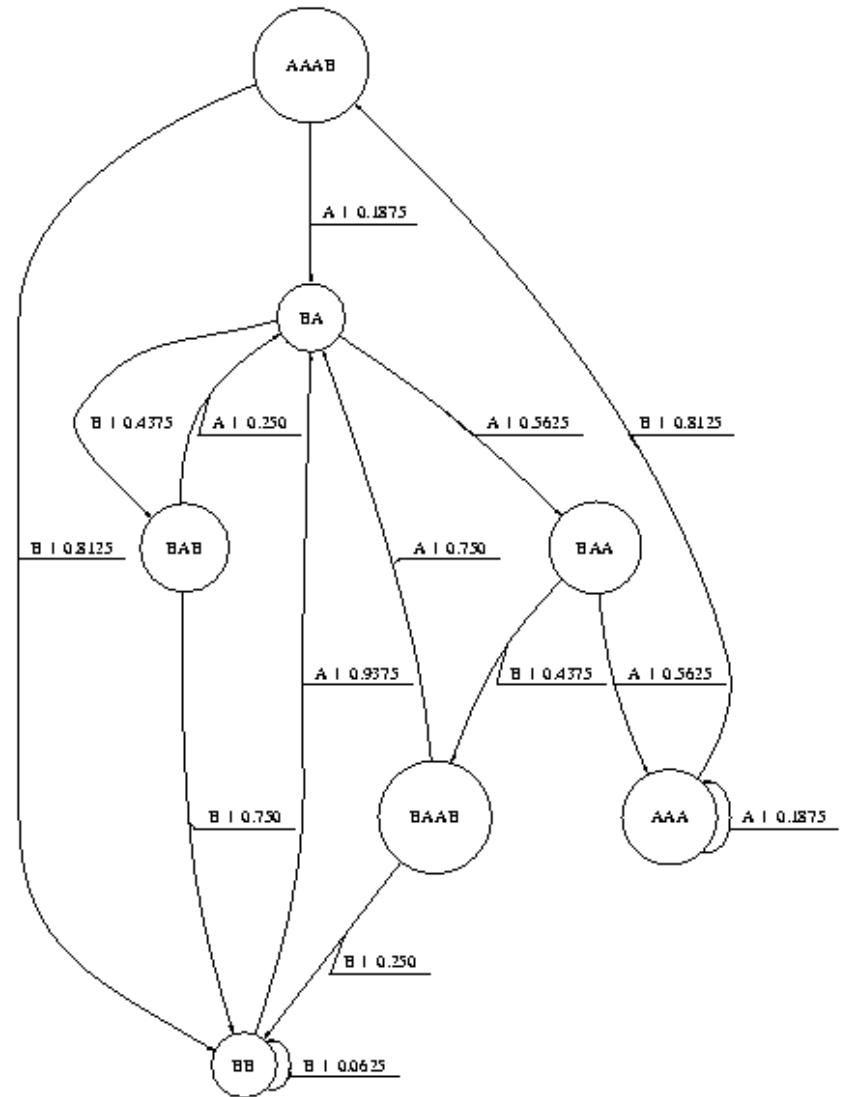 AAAB
A | 0.1875
BA
B | 0.4375
A | 0.250
A | 0.5625
B | 0.8125
B | 0.8125
BAB
A | 0.750
BAA
A | 0.9375
B | 0.4375
A | 0.5625
B | 0.750
BAAB
AAA
A | 0.1875
B | 0.250
BB
B | 0.0625